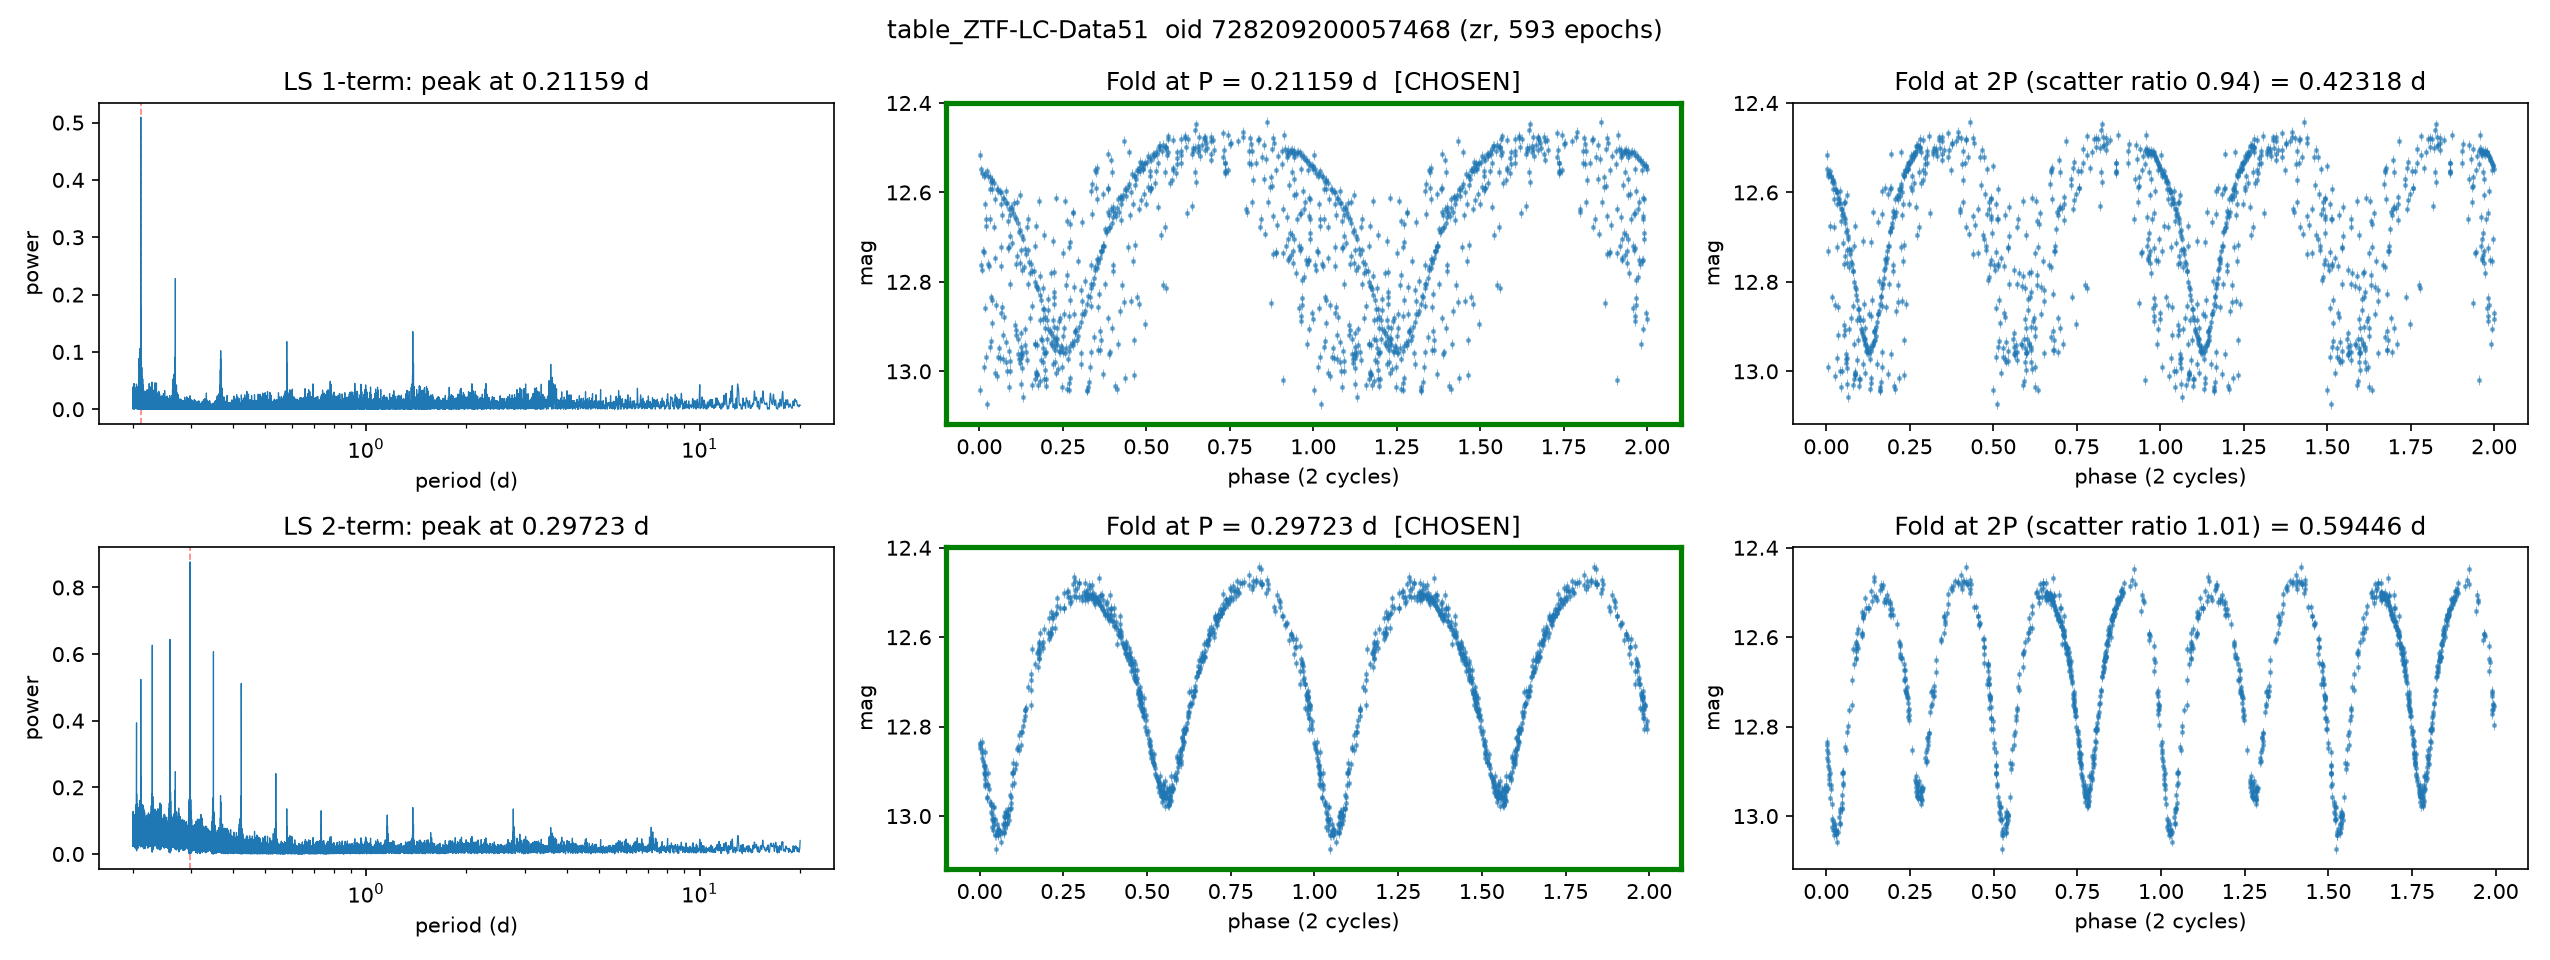 table_ZTF-LC-Data51  oid 728209200057468 (zr, 593 epochs)
LS 1-term: peak at 0.21159 d
power
0.5
0.4
0.3
0.2
0.1
0.0
10^0
10^1
period (d)
Fold at P = 0.21159 d  [CHOSEN]
mag
12.4
12.6
12.8
13.0
0.00 0.25 0.50 0.75 1.00 1.25 1.50 1.75 2.00
phase (2 cycles)
Fold at 2P (scatter ratio 0.94) = 0.42318 d
mag
12.4
12.6
12.8
13.0
0.00 0.25 0.50 0.75 1.00 1.25 1.50 1.75 2.00
phase (2 cycles)
LS 2-term: peak at 0.29723 d
power
0.8
0.6
0.4
0.2
0.0
10^0
10^1
period (d)
Fold at P = 0.29723 d  [CHOSEN]
mag
12.4
12.6
12.8
13.0
0.00 0.25 0.50 0.75 1.00 1.25 1.50 1.75 2.00
phase (2 cycles)
Fold at 2P (scatter ratio 1.01) = 0.59446 d
mag
12.4
12.6
12.8
13.0
0.00 0.25 0.50 0.75 1.00 1.25 1.50 1.75 2.00
phase (2 cycles)